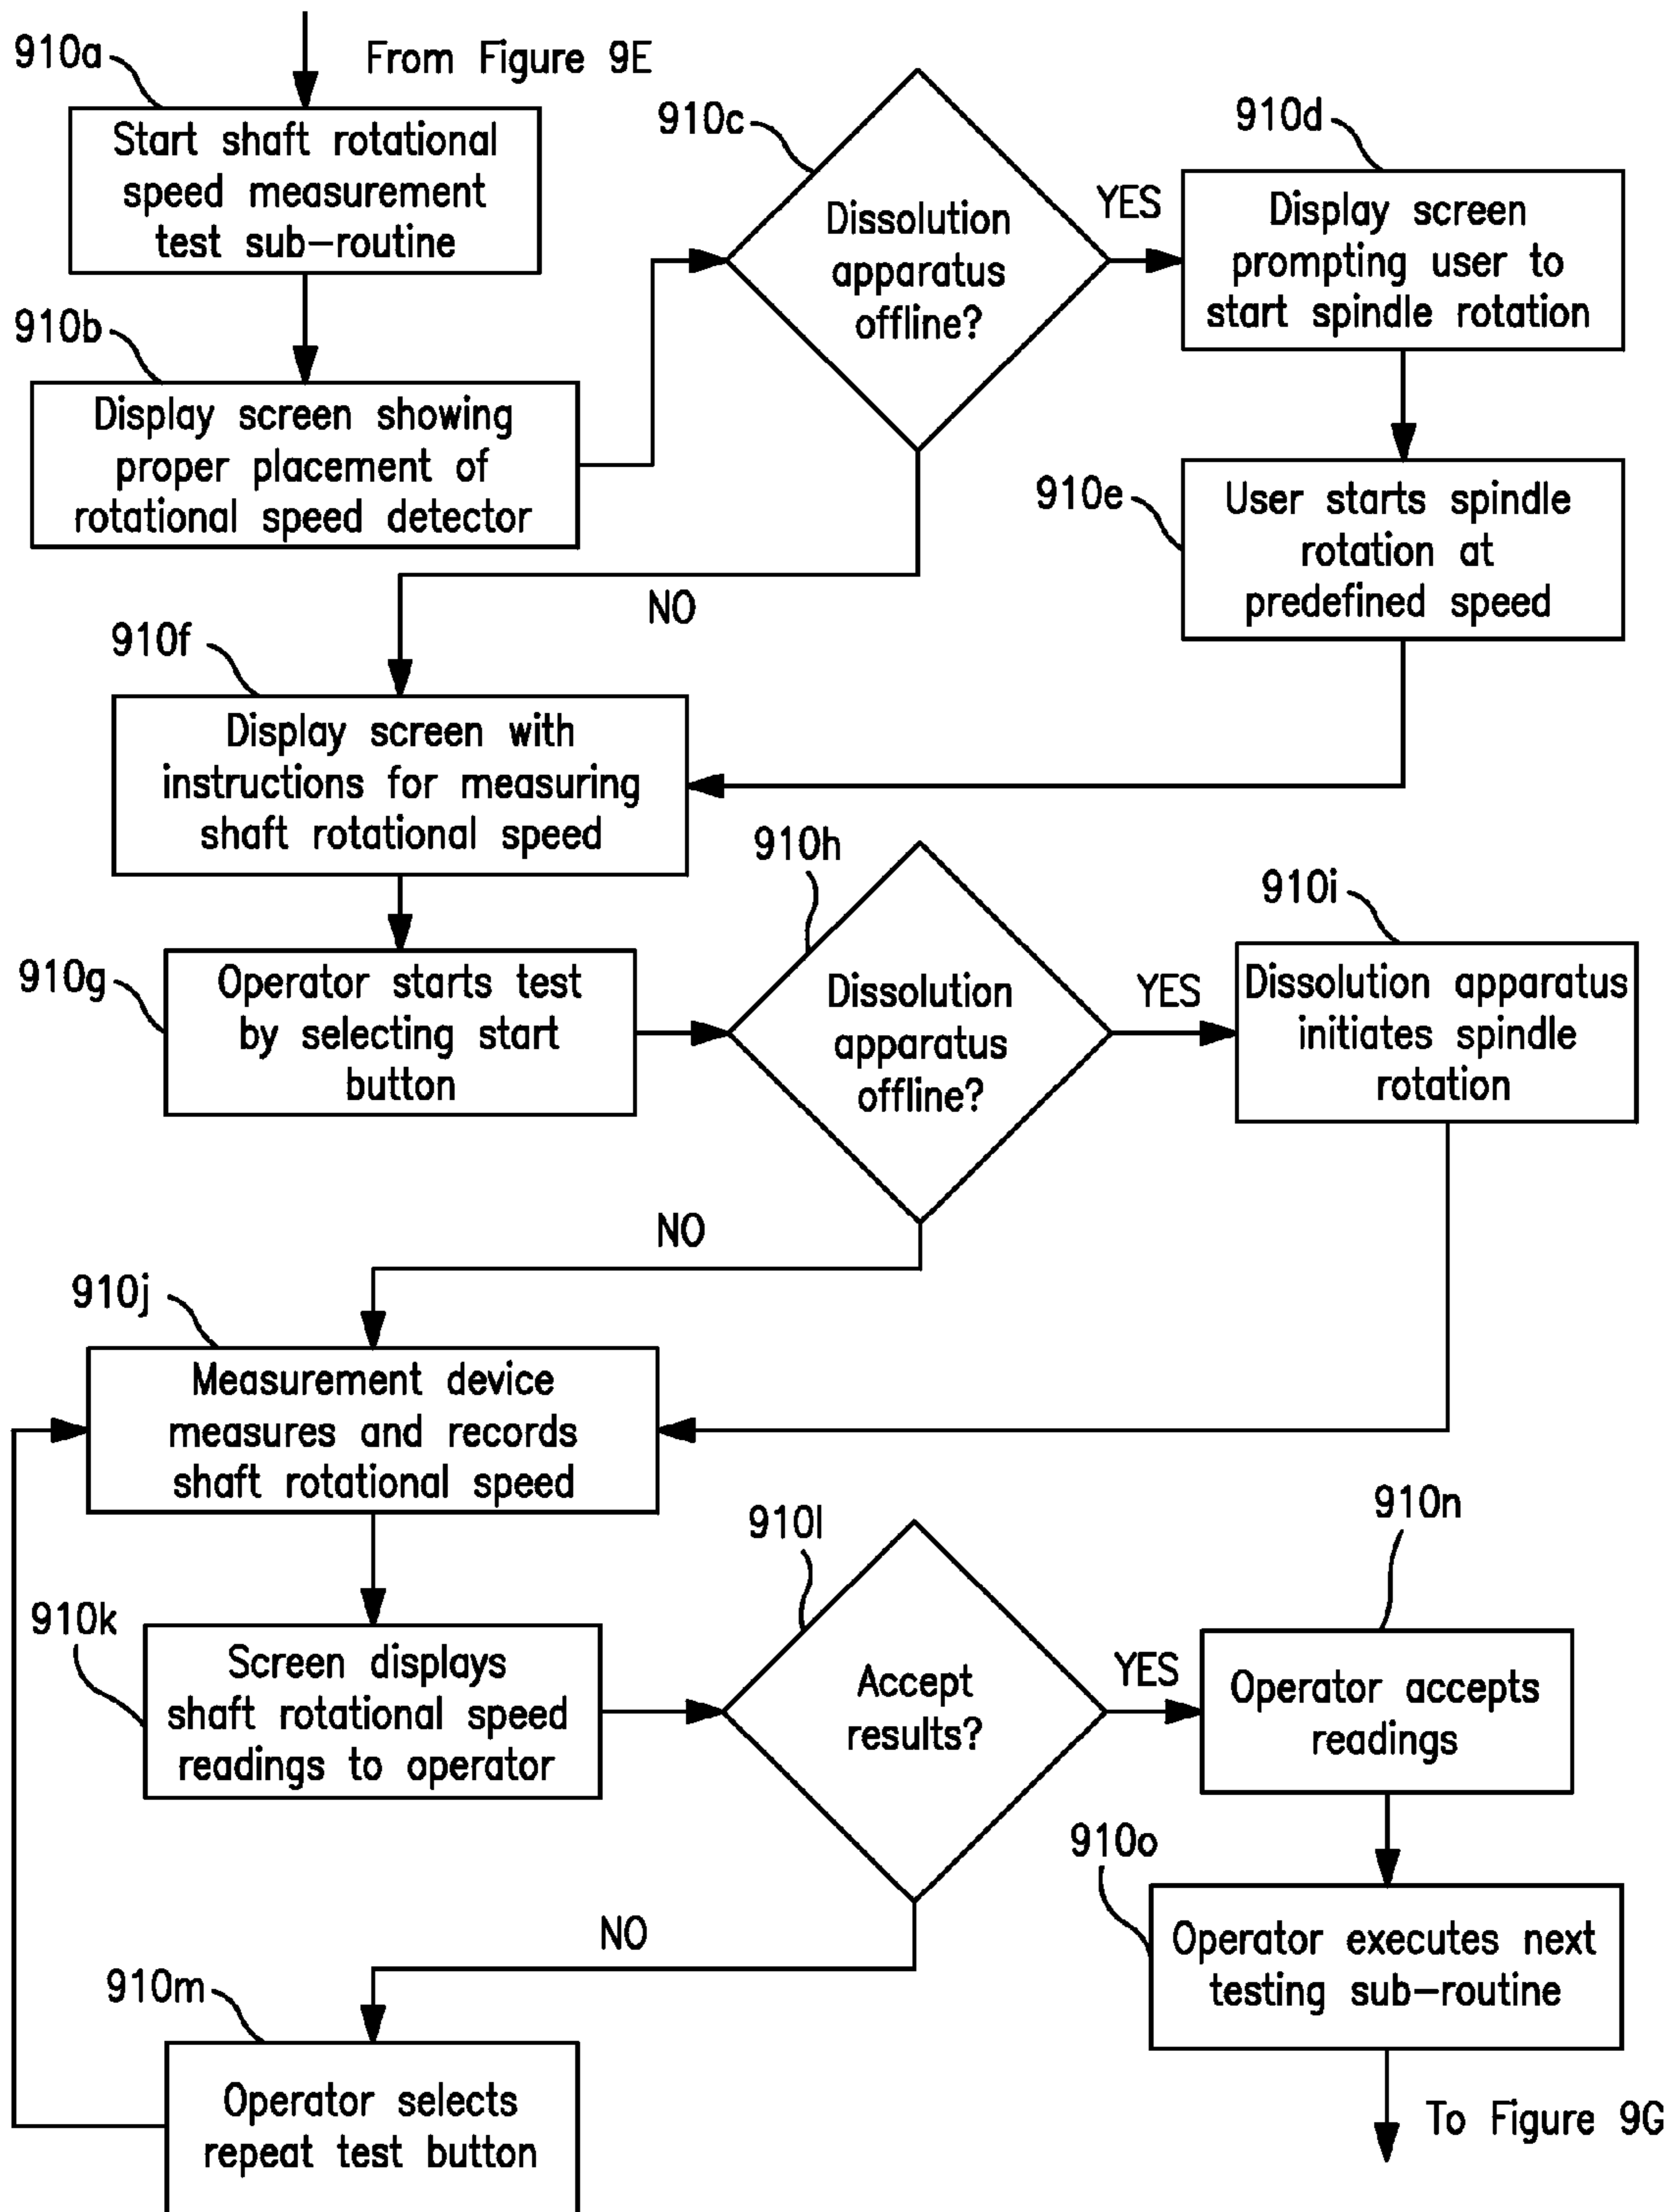 From Figure 9E
910a
Start shaft rotational
speed measurement
test sub-routine
910b
Display screen showing
proper placement of
rotational speed detector
910c
Dissolution
apparatus
offline?
YES
NO
910d
Display screen
prompting user to
start spindle rotation
910e
User starts spindle
rotation at
predefined speed
910f
Display screen with
instructions for measuring
shaft rotational speed
910g
Operator starts test
by selecting start
button
910h
Dissolution
apparatus
offline?
YES
NO
910i
Dissolution apparatus
initiates spindle
rotation
910j
Measurement device
measures and records
shaft rotational speed
910k
Screen displays
shaft rotational speed
readings to operator
910l
Accept
results?
YES
NO
910m
Operator selects
repeat test button
910n
Operator accepts
readings
910o
Operator executes next
testing sub-routine
To Figure 9G